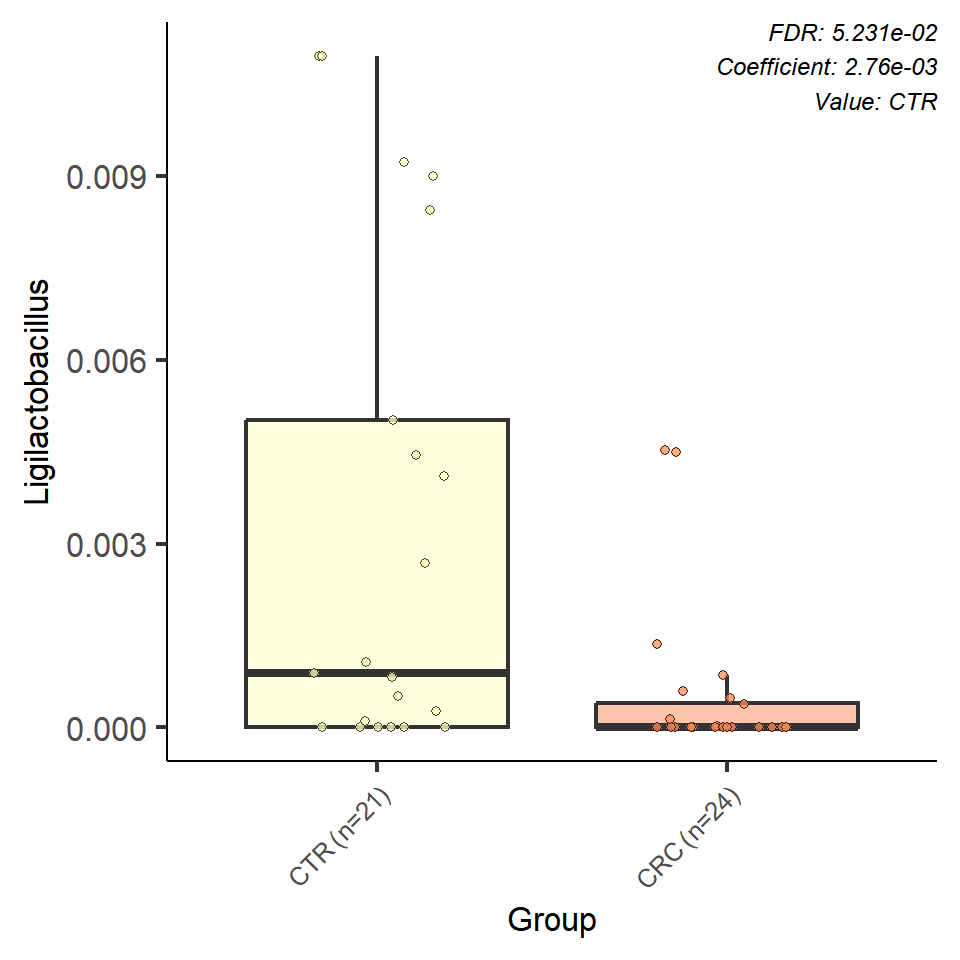 FDR: 5.231e-02
Coefficient: 2.76e-03
Value: CTR
Ligilactobacillus
0.009
0.006
0.003
0.000
CTR (n=21)
CRC (n=24)
Group